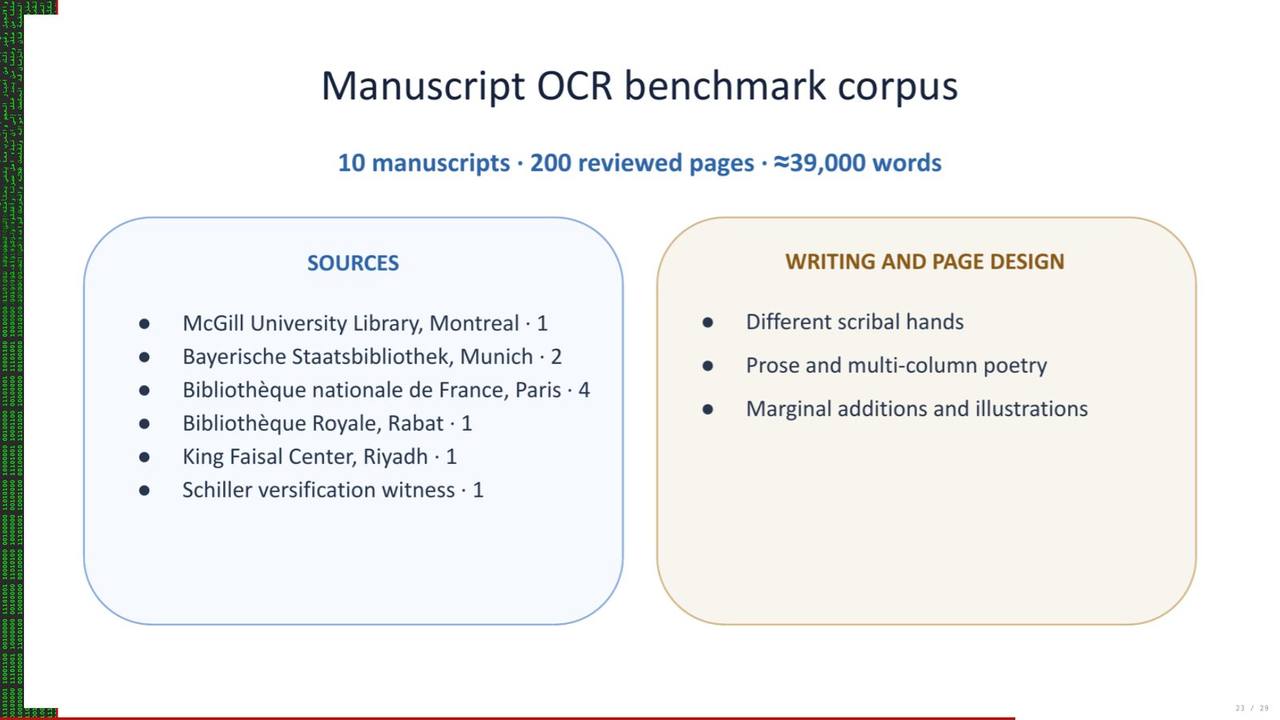 Manuscript OCR benchmark corpus
10 manuscripts · 200 reviewed pages · ≈39,000 words
SOURCES
● McGill University Library, Montreal · 1
● Bayerische Staatsbibliothek, Munich · 2
● Bibliothèque nationale de France, Paris · 4
● Bibliothèque Royale, Rabat · 1
● King Faisal Center, Riyadh · 1
● Schiller versification witness · 1
WRITING AND PAGE DESIGN
● Different scribal hands
● Prose and multi-column poetry
● Marginal additions and illustrations
23 / 29